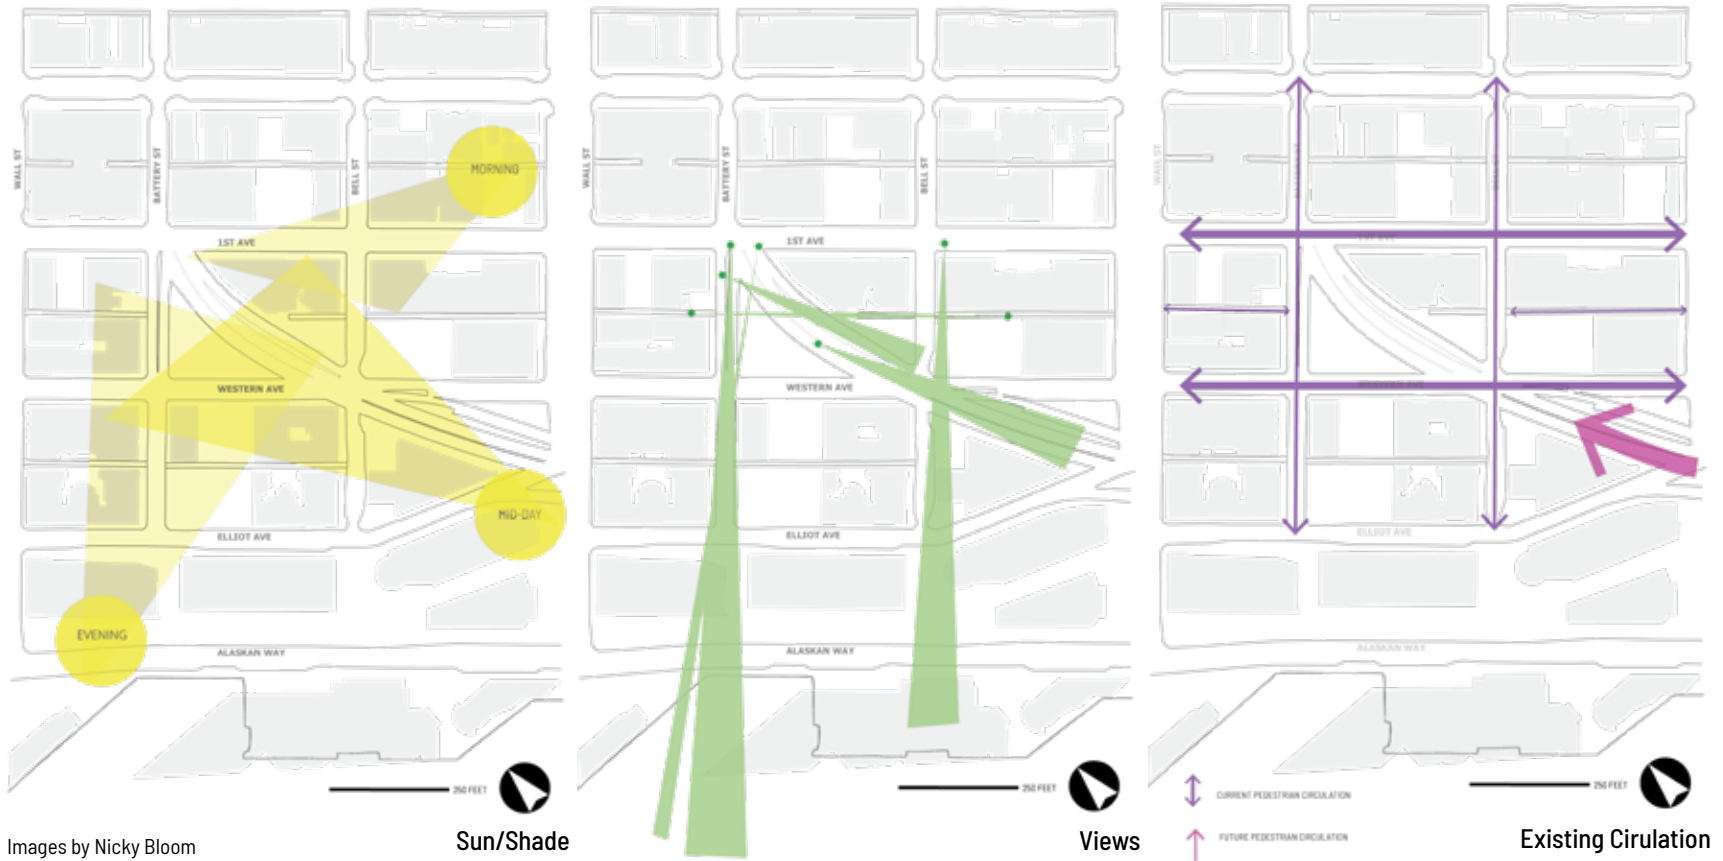 MORNING
WALL ST
BATTERY ST
BELL ST
1ST AVE
WESTERN AVE
MID-DAY
ELLIOT AVE
EVENING
ALASKAN WAY
250 FEET
Images by Nicky Bloom
Sun/Shade
WALL ST
BATTERY ST
BELL ST
1ST AVE
WESTERN AVE
ELLIOT AVE
ALASKAN WAY
250 FEET
Views
WALL ST
1ST AVE
ELLIOT AVE
ALASKAN WAY
250 FEET
CURRENT PEDESTRIAN CIRCULATION
FUTURE PEDESTRIAN CIRCULATION
Existing Cirulation